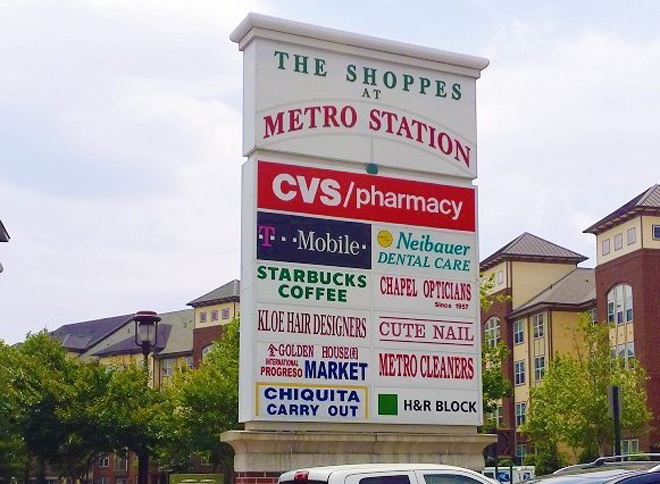 THE SHOPPES
AT
METRO STATION
CVS/pharmacy
T··Mobile·
Neibauer
DENTAL CARE
STARBUCKS
COFFEE
CHAPEL OPTICIANS
Since 1957
KLOE HAIR DESIGNERS
CUTE NAIL
GOLDEN HOUSE
INTERNATIONAL
PROGRESO MARKET
METRO CLEANERS
CHIQUITA
CARRY OUT
H&R BLOCK